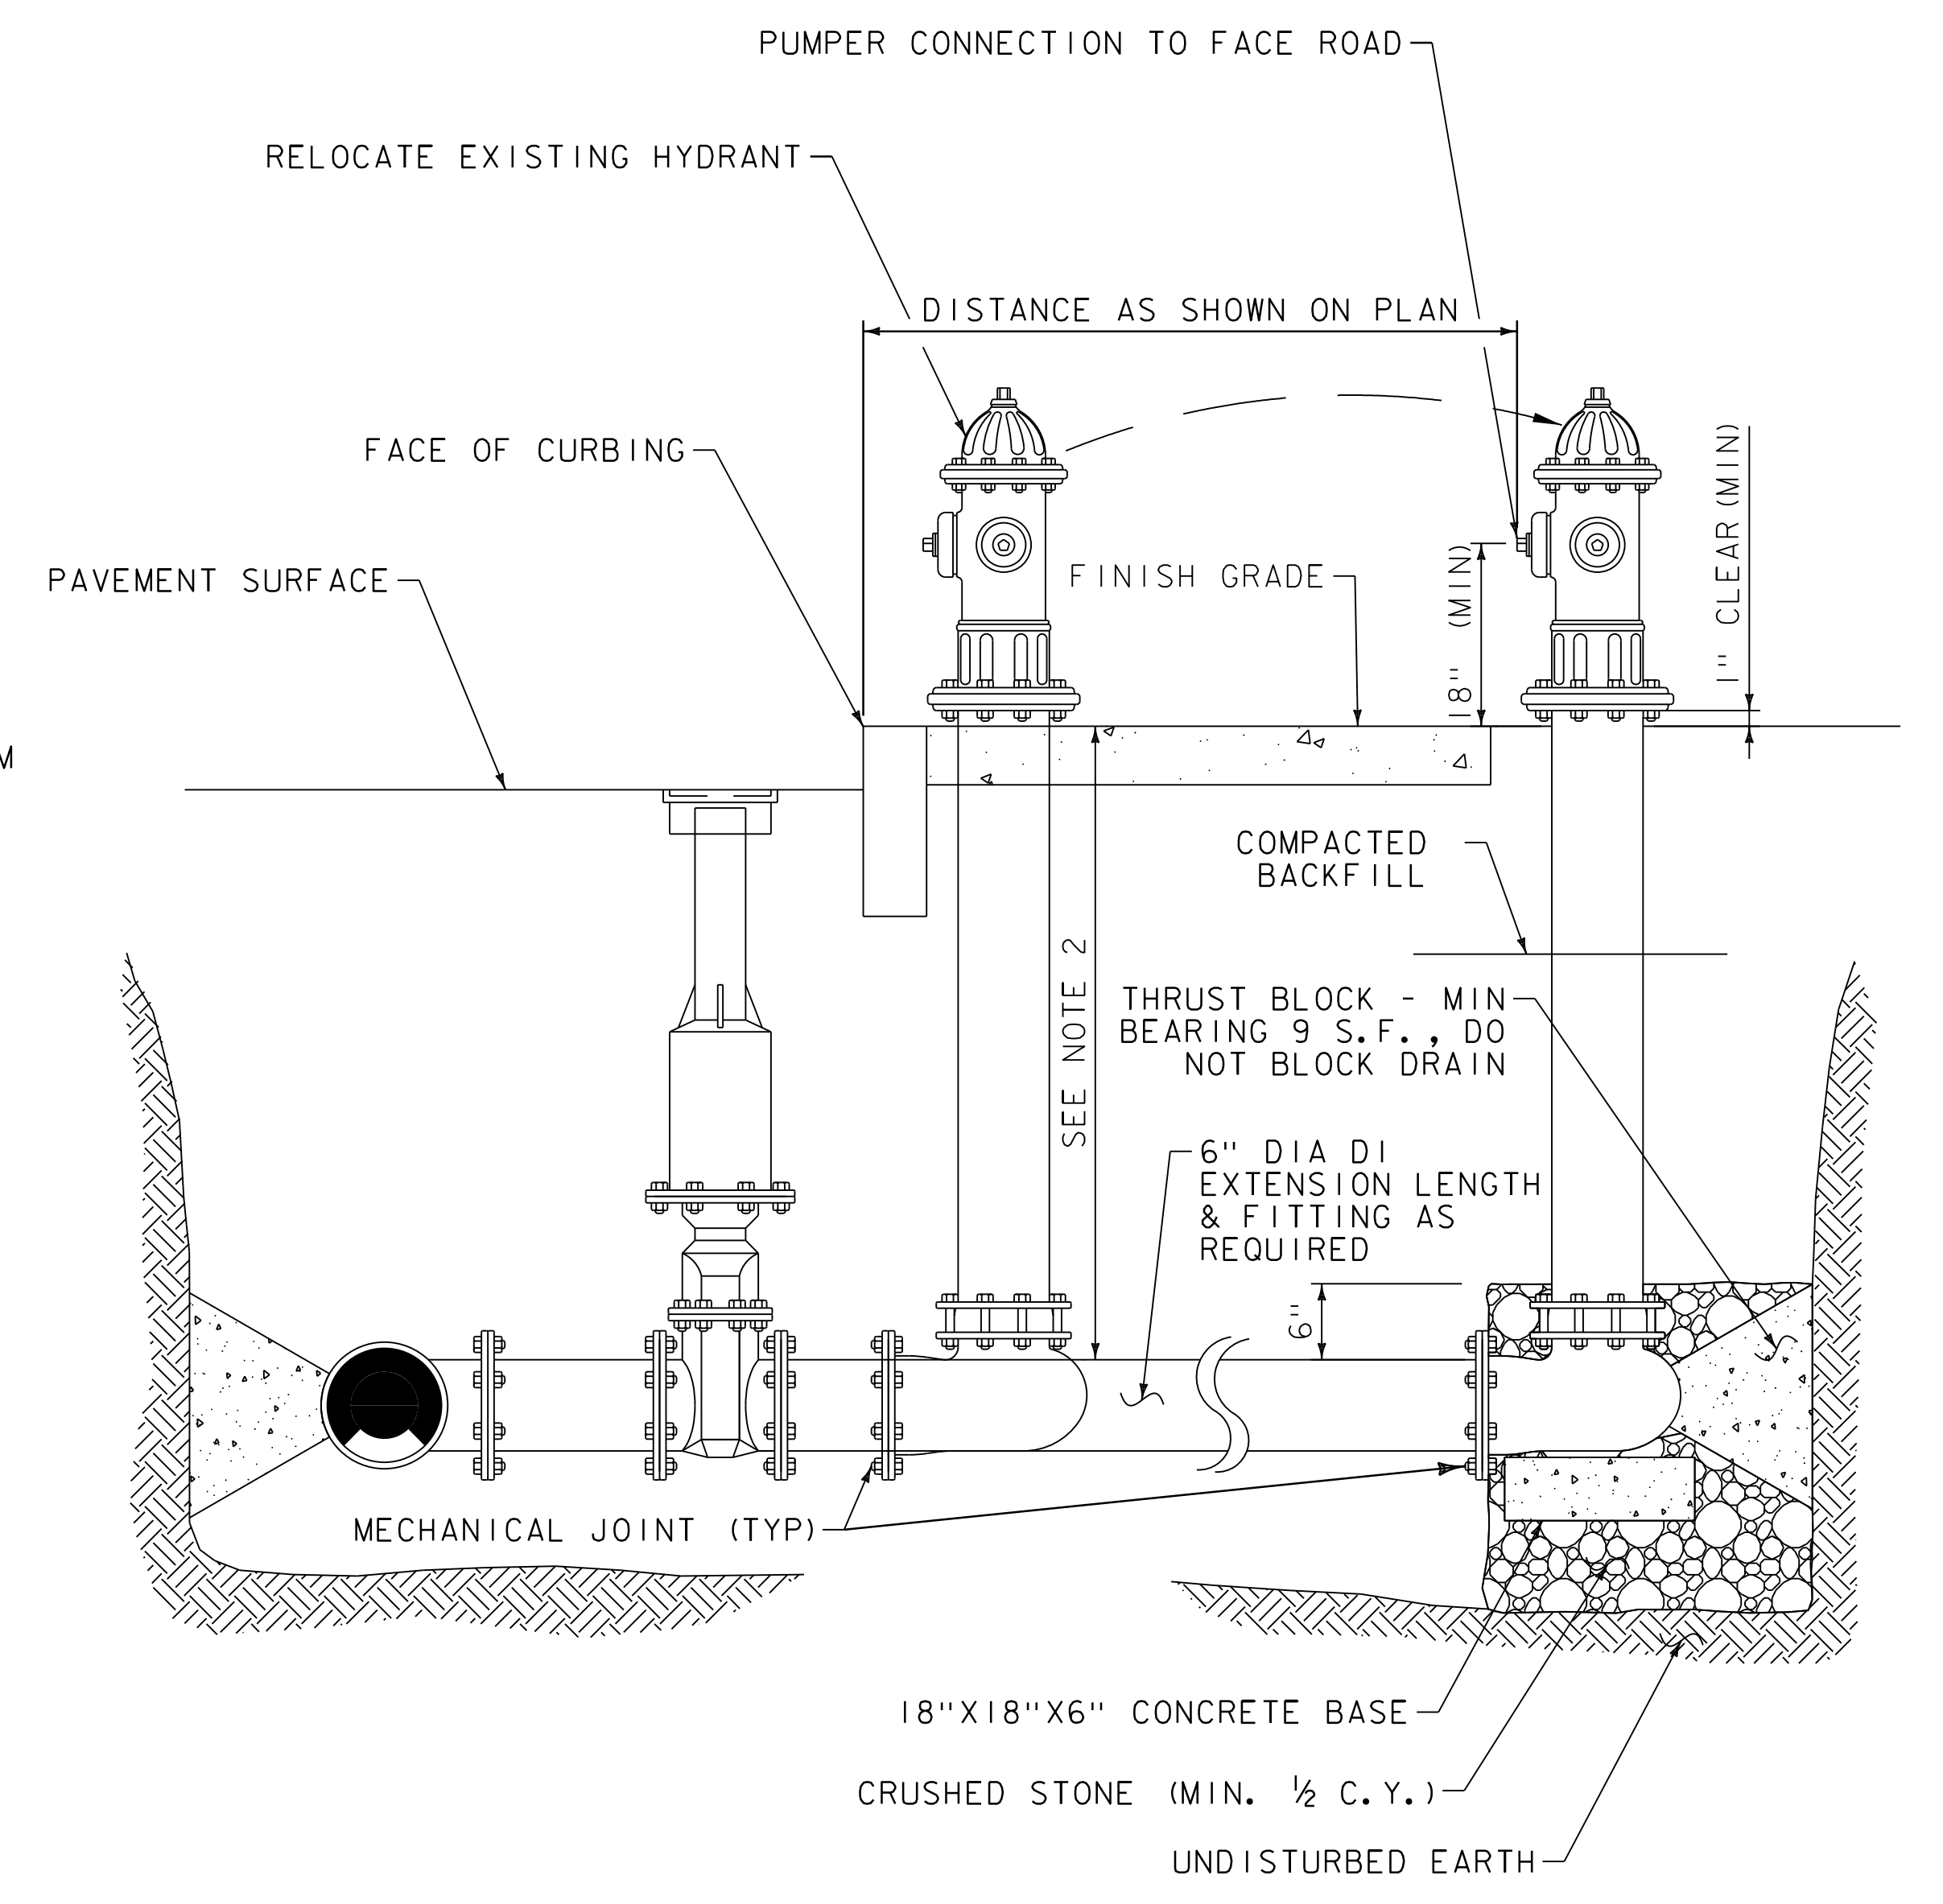 PUMPER CONNECTION TO FACE ROAD
RELOCATE EXISTING HYDRANT
DISTANCE AS SHOWN ON PLAN
FACE OF CURBING
1" CLEAR(MIN)
PAVEMENT SURFACE
FINISH GRADE
18" (MIN)
M
COMPACTED
BACKFILL
SEE NOTE 2
THRUST BLOCK - MIN
BEARING 9 S.F., DO
NOT BLOCK DRAIN
6" DIA DI
EXTENSION LENGTH
& FITTING AS
REQUIRED
6"
MECHANICAL JOINT (TYP)
18"X18"X6" CONCRETE BASE
CRUSHED STONE (MIN. ½ C.Y.)
UNDISTURBED EARTH